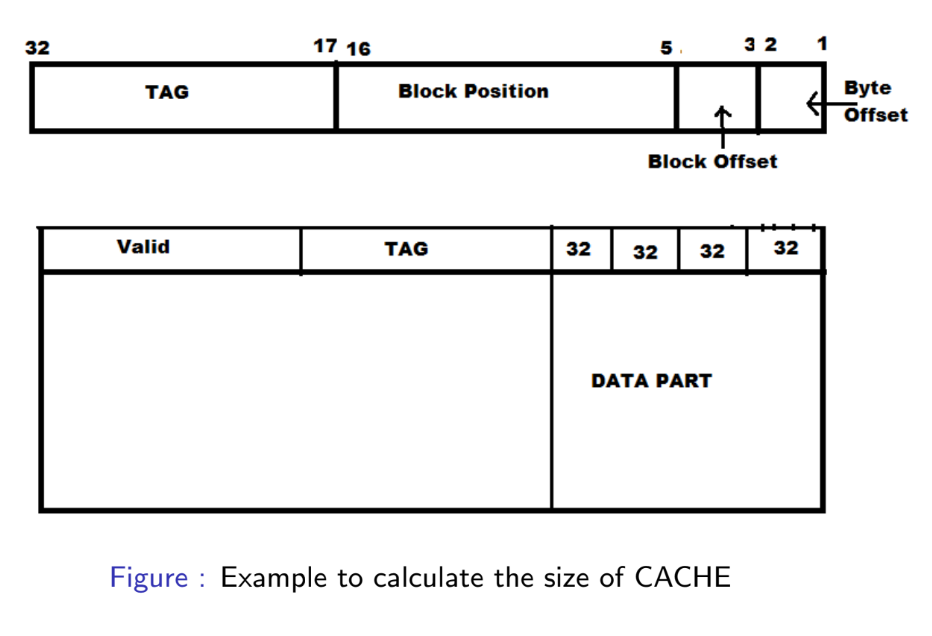 32 17 16 5 3 2 1
TAG Block Position Byte
Offset
Block Offset
Valid TAG 32 32 32 32
DATA PART
Figure : Example to calculate the size of CACHE